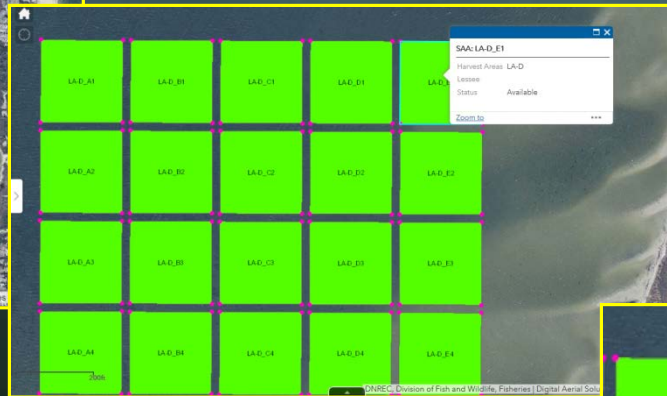 SAA: LA-D_E1
Harvest Areas LA-D
Lessee
Status Available
Zoom to
LA-D_A1 LA-D_B1 LA-D_C1 LA-D_D1
LA-D_A2 LA-D_B2 LA-D_C2 LA-D_D2 LA-D_E2
LA-D_A3 LA-D_B3 LA-D_C3 LA-D_D3 LA-D_E3
LA-D_A4 LA-D_B4 LA-D_C4 LA-D_D4 LA-D_E4
200ft
DNREC, Division of Fish and Wildlife, Fisheries | Digital Aerial Solu